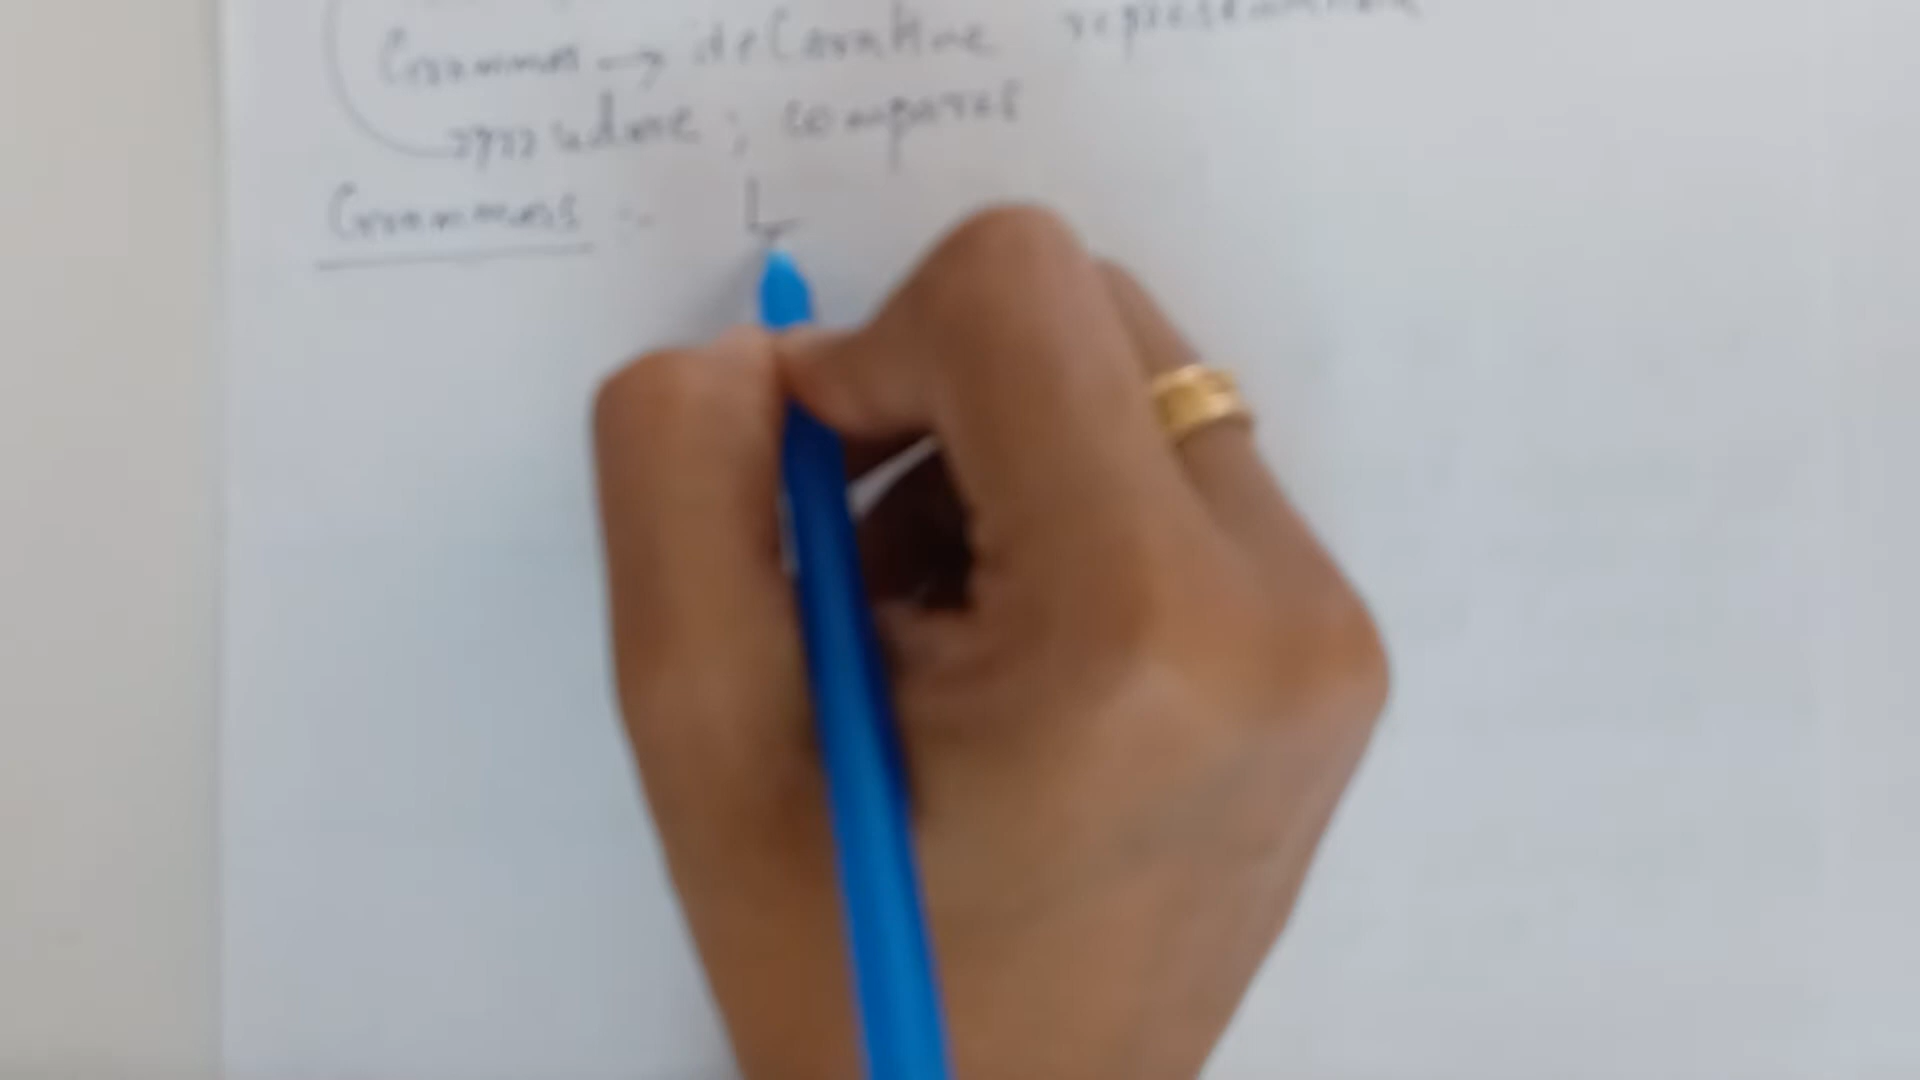 Grammar → declarative representation
procedure ; compares
Grammars :-